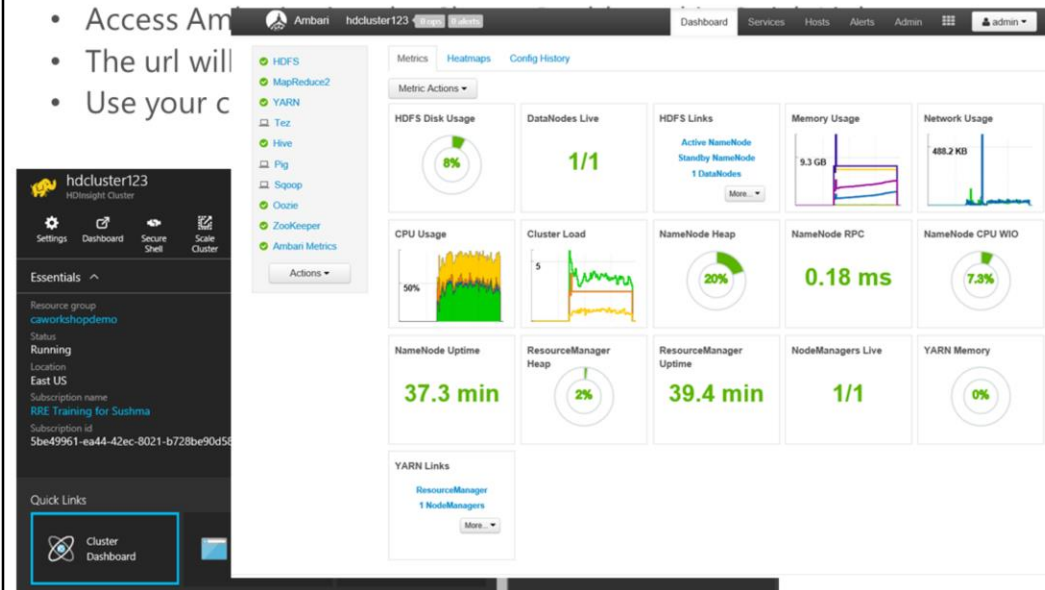 • Access Am
• The url will
• Use your c
hdcluster123
HDInsight Cluster
Settings
Dashboard
Secure Shell
Scale Cluster
Essentials
Resource group
caworkshopdemo
Status
Running
Location
East US
Subscription name
RRE Training for Sushma
Subscription id
5be49961-ea44-42ec-8021-b728be90d58
Quick Links
Cluster Dashboard
Ambari hdcluster123 0 ops 0 alerts
Dashboard Services Hosts Alerts Admin admin
HDFS
MapReduce2
YARN
Tez
Hive
Pig
Sqoop
Oozie
ZooKeeper
Ambari Metrics
Actions
Metrics Heatmaps Config History
Metric Actions
HDFS Disk Usage
8%
DataNodes Live
1/1
HDFS Links
Active NameNode
Standby NameNode
1 DataNodes
More...
Memory Usage
9.3 GB
Network Usage
488.2 KB
CPU Usage
50%
Cluster Load
5
NameNode Heap
20%
NameNode RPC
0.18 ms
NameNode CPU WIO
7.3%
NameNode Uptime
37.3 min
ResourceManager Heap
2%
ResourceManager Uptime
39.4 min
NodeManagers Live
1/1
YARN Memory
0%
YARN Links
ResourceManager
1 NodeManagers
More...